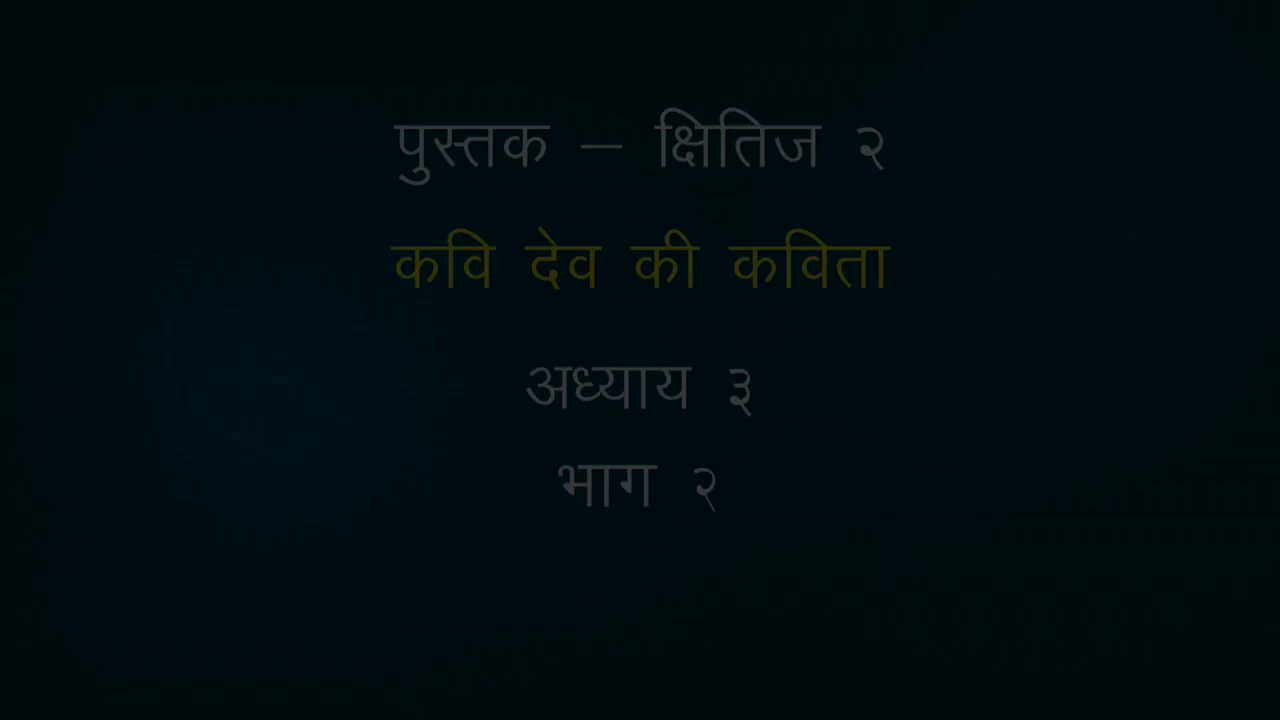 पुस्तक – क्षितिज २
कवि देव की कविता
अध्याय ३
भाग २